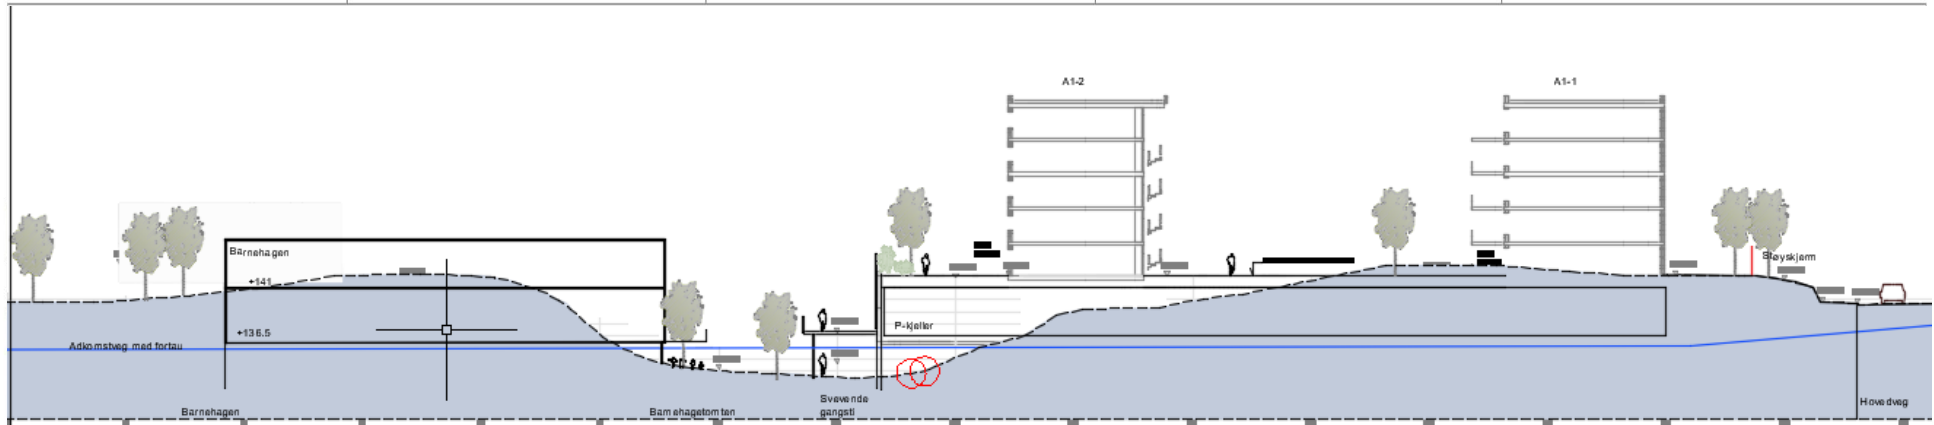 A1-2
A1-1
Barnehagen
+141
Støyskjerm
P-kjeller
+136.5
Adkomstveg med fortau
Svevende
gangsti
Hovedveg
Barnehagen
Barnehagetomten